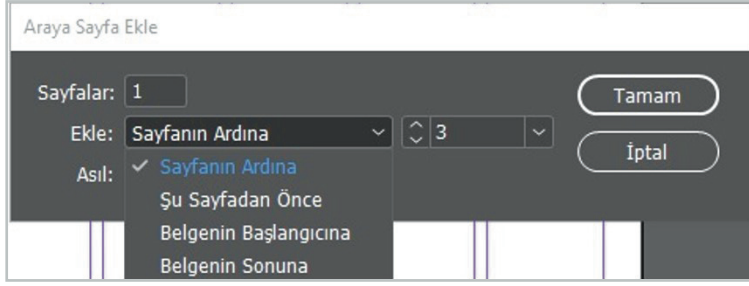 Araya Sayfa Ekle
Sayfalar: 1
Tamam
Ekle: Sayfanın Ardına 3
İptal
Asıl: Sayfanın Ardına
Şu Sayfadan Önce
Belgenin Başlangıcına
Belgenin Sonuna